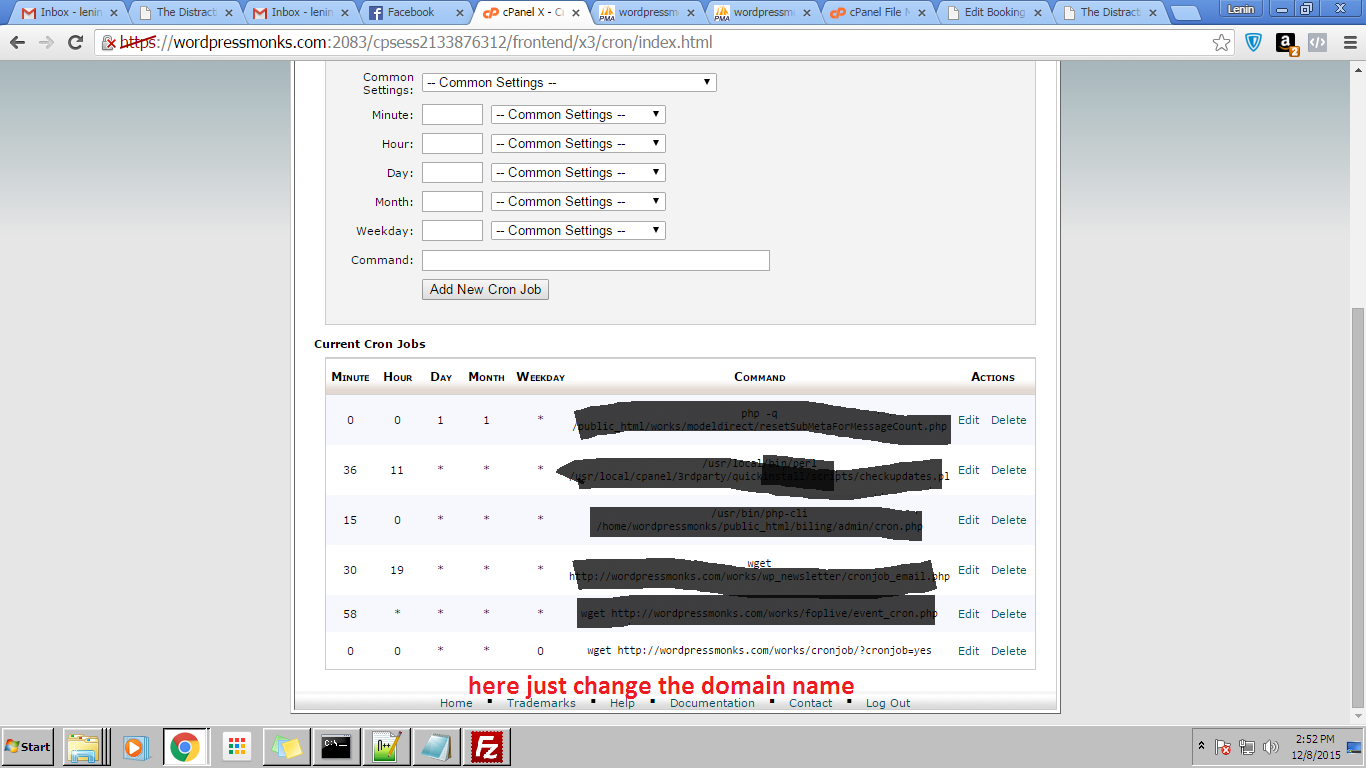 Inbox - lenin
The Distracti
Inbox - lenin
Facebook
cPanel X - Cr
wordpressm
wordpressm
cPanel File M
Edit Booking
The Distracti
Lenin
https://wordpressmonks.com:2083/cpsess2133876312/frontend/x3/cron/index.html
Common Settings: -- Common Settings --
Minute: -- Common Settings --
Hour: -- Common Settings --
Day: -- Common Settings --
Month: -- Common Settings --
Weekday: -- Common Settings --
Command:
Add New Cron Job
Current Cron Jobs
Minute Hour Day Month Weekday Command Actions
0 0 1 1 * php -q
/public_html/works/modeldirect/resetSubMetaForMessageCount.php Edit Delete
36 11 * * * /usr/local/bin/perl
/usr/local/cpanel/3rdparty/quickinstall/scripts/checkupdates.pl Edit Delete
15 0 * * * /usr/bin/php-cli
/home/wordpressmonks/public_html/biling/admin/cron.php Edit Delete
30 19 * * * wget
http://wordpressmonks.com/works/wp_newsletter/cronjob_email.php Edit Delete
58 * * * * wget http://wordpressmonks.com/works/foplive/event_cron.php Edit Delete
0 0 * * 0 wget http://wordpressmonks.com/works/cronjob/?cronjob=yes Edit Delete
here just change the domain name
Home ▪ Trademarks ▪ Help ▪ Documentation ▪ Contact ▪ Log Out
Start
2:52 PM
12/8/2015